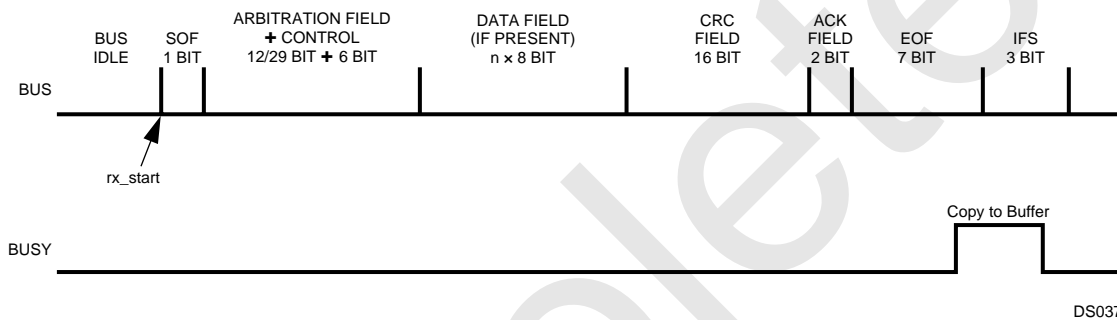 BUS
IDLE
SOF
1 BIT
ARBITRATION FIELD
+ CONTROL
12/29 BIT + 6 BIT
DATA FIELD
(IF PRESENT)
n × 8 BIT
CRC
FIELD
16 BIT
ACK
FIELD
2 BIT
EOF
7 BIT
IFS
3 BIT
BUS
rx_start
Copy to Buffer
BUSY
DS037